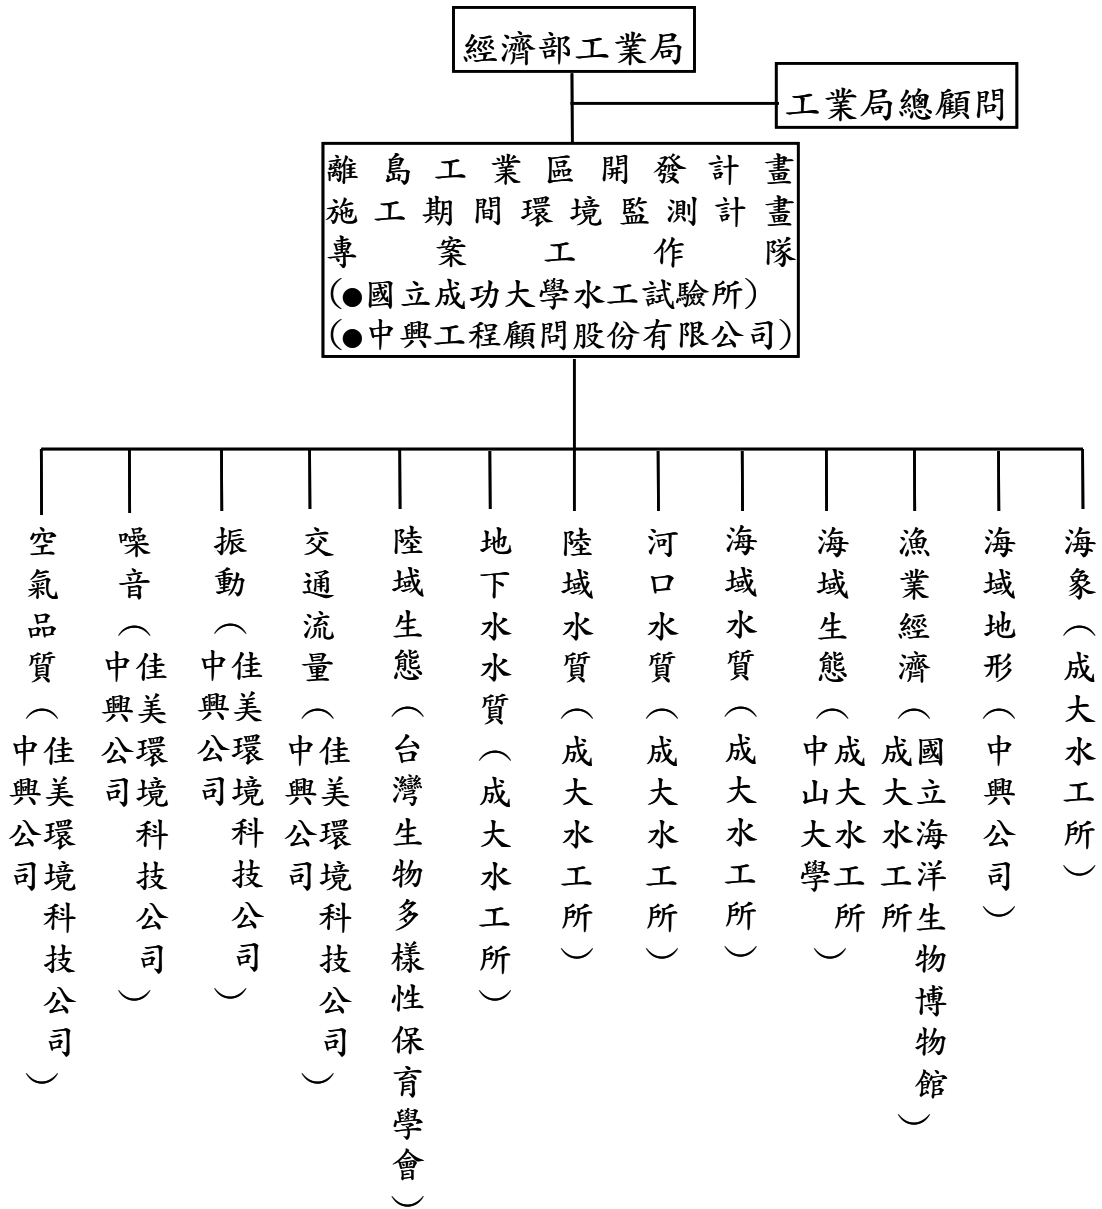 經濟部工業局
工業局總顧問
離島工業區開發計畫
施工期間環境監測計畫
專案工作隊
(●國立成功大學水工試驗所)
(●中興工程顧問股份有限公司)
空氣品質(
佳美環境科技公司
中興公司
)
噪音(
佳美環境科技公司
中興公司
)
振動(
佳美環境科技公司
中興公司
)
交通流量(
佳美環境科技公司
中興公司
)
陸域生態(台灣生物多樣性保育學會)
地下水水質(成大水工所)
陸域水質(成大水工所)
河口水質(成大水工所)
海域水質(成大水工所)
海域生態(
成大水工所
中山大學
)
漁業經濟(
國立海洋生物博物館
成大水工所
)
海域地形(中興公司)
海象(成大水工所)